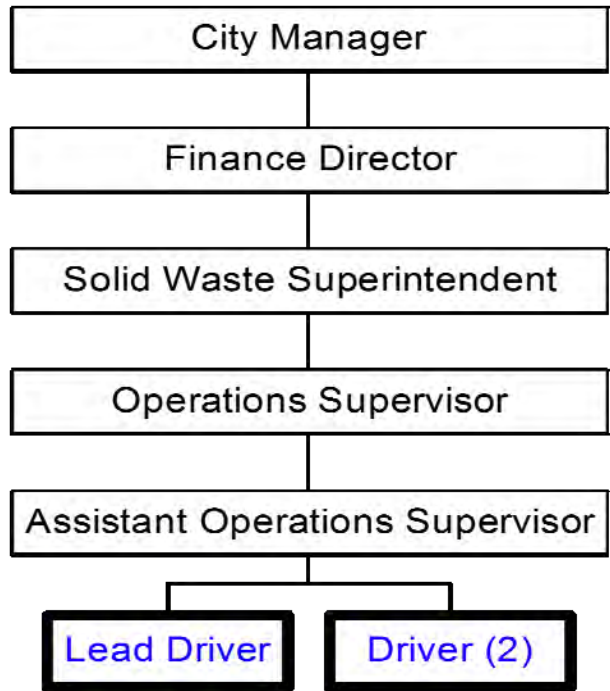 City Manager
Finance Director
Solid Waste Superintendent
Operations Supervisor
Assistant Operations Supervisor
Lead Driver
Driver (2)